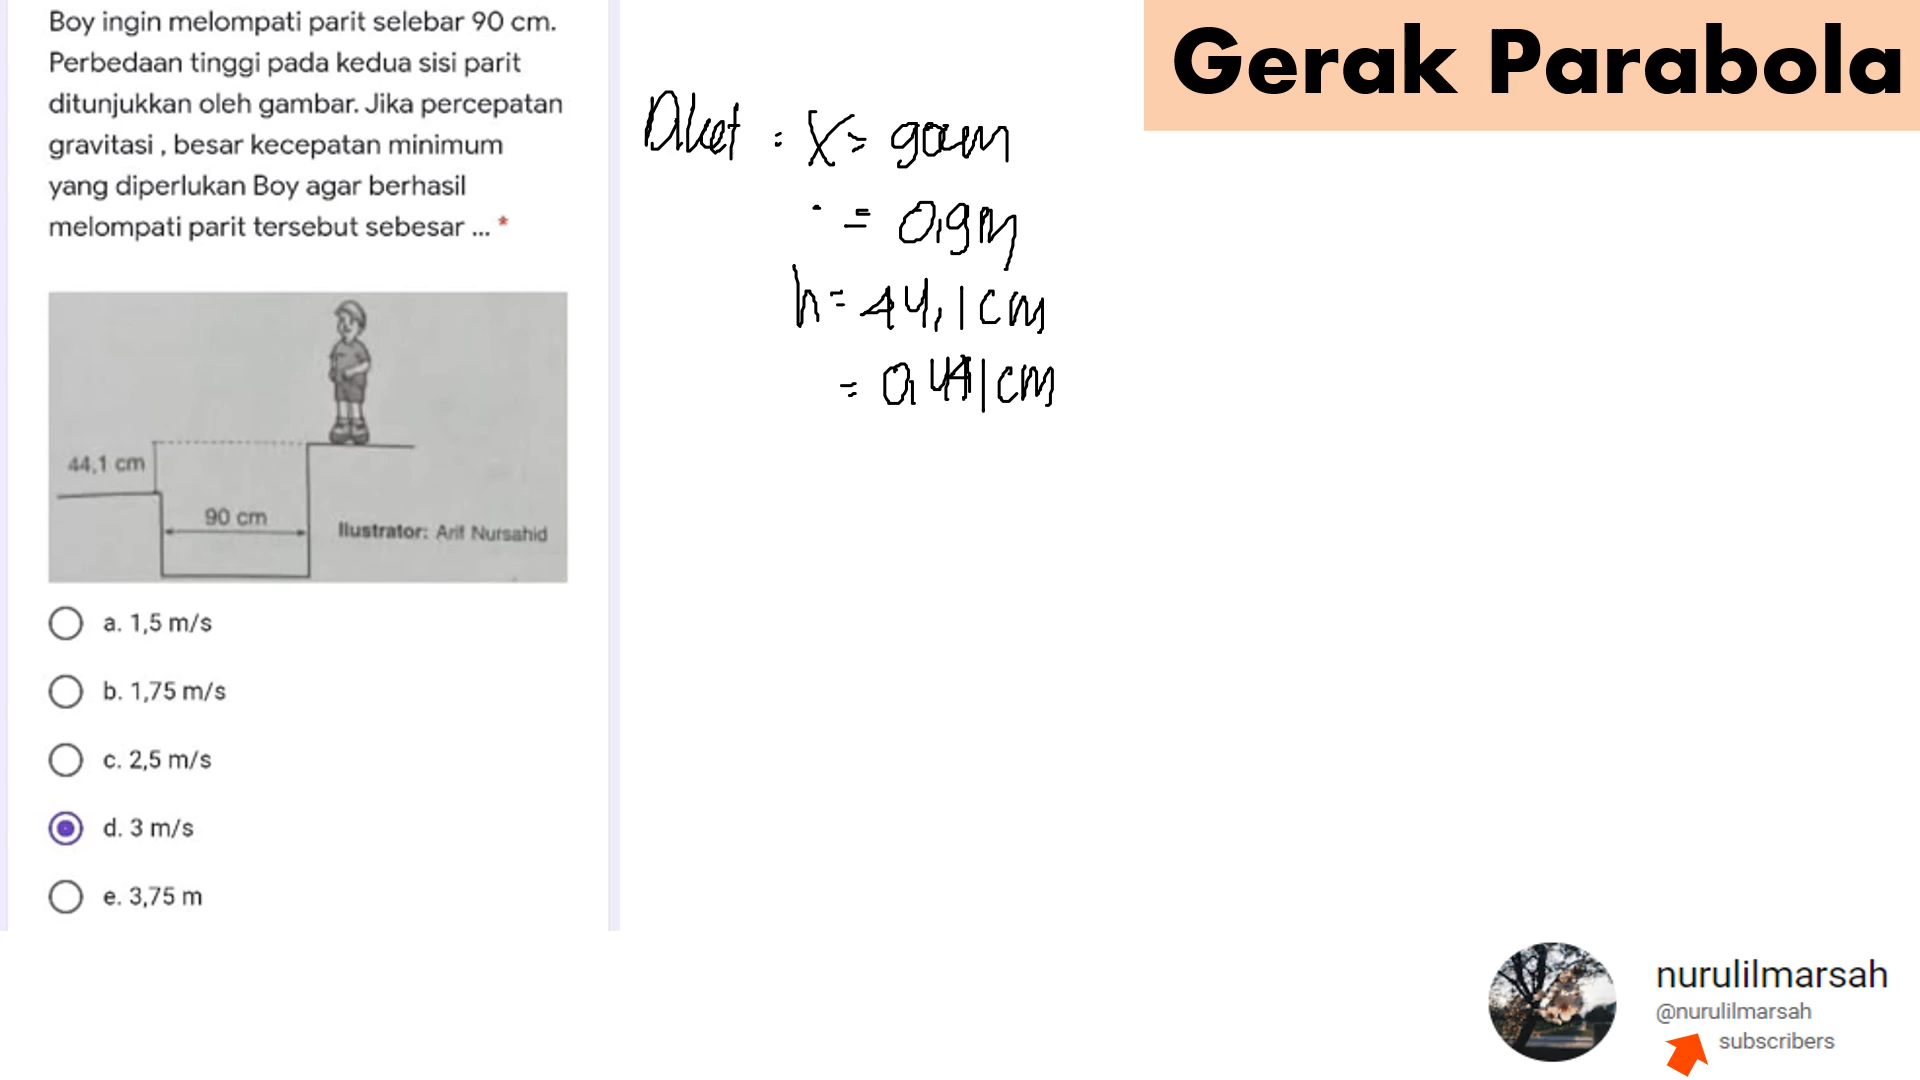 Boy ingin melompati parit selebar 90 cm.
Perbedaan tinggi pada kedua sisi parit
ditunjukkan oleh gambar. Jika percepatan
gravitasi , besar kecepatan minimum
yang diperlukan Boy agar berhasil
melompati parit tersebut sebesar ... *
44,1 cm
90 cm
Ilustrator: Arif Nursahid
a. 1,5 m/s
b. 1,75 m/s
c. 2,5 m/s
d. 3 m/s
e. 3,75 m
Diket : X = 90cm
= 0,9m
h = 44,1 cm
= 0,441 cm
Gerak Parabola
nurulilmarsah
@nurulilmarsah
subscribers